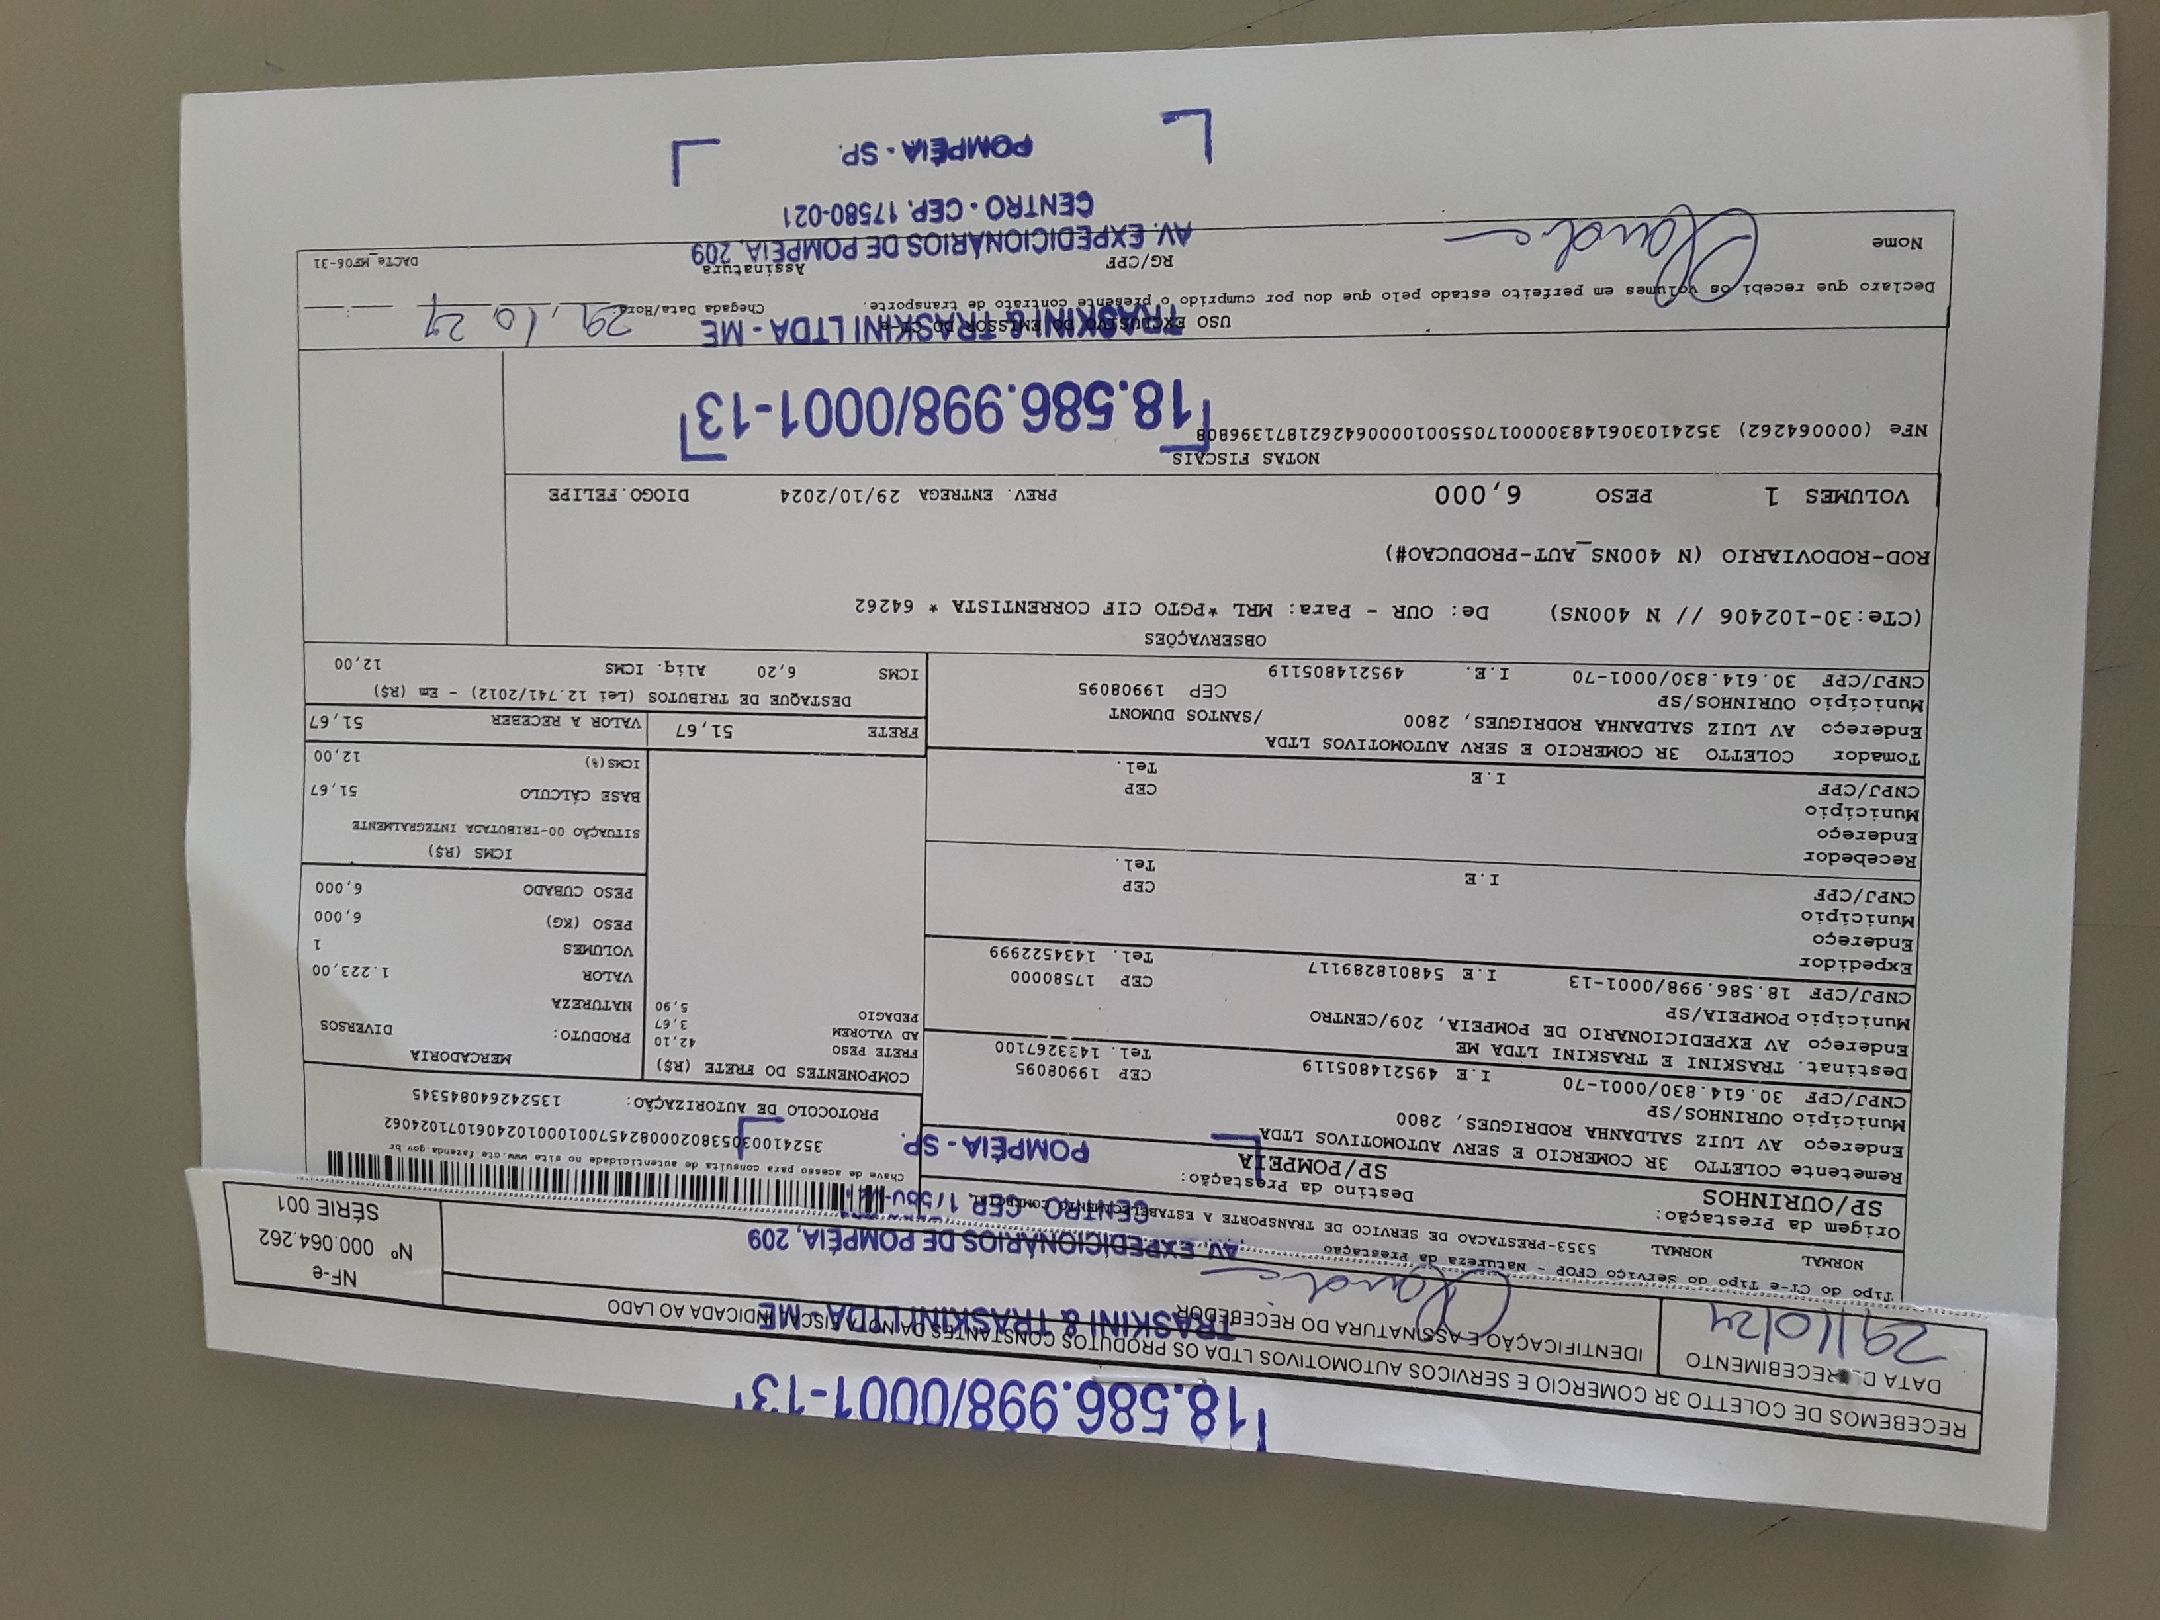 18.586.998/0001-13
RECEBEMOS DE COLETTO 3R COMERCIO E SERVICOS AUTOMOTIVOS LTDA OS PRODUTOS CONSTANTES DA NOTA FISCAL INDICADA AO LADO
TRASKINI & TRASKINI LTDA - ME
DATA DE RECEBIMENTO
IDENTIFICAÇÃO E ASSINATURA DO RECEBEDOR
29/10/24
NF-e
Nº 000.064.262
SÉRIE 001
AV. EXPEDICIONÁRIOS DE POMPÉIA, 209
CENTRO - CEP.
POMPÉIA - SP.
Tipo do CT-e Tipo do Serviço CFOP - Natureza da Prestação
NORMAL NORMAL 5353-PRESTACAO DE SERVICO DE TRANSPORTE A ESTABELECIMENTO COMERCIAL
Origem da Prestação: Destino da Prestação:
SP/OURINHOS SP/POMPEIA
Chave de acesso para consulta de autenticidade no site www.cte.fazenda.gov.br
PROTOCOLO DE AUTORIZAÇÃO: 135242640845345
Remetente COLETTO 3R COMERCIO E SERV AUTOMOTIVOS LTDA
Endereço AV LUIZ SALDANHA RODRIGUES, 2800
Município OURINHOS/SP CEP 19908095
CNPJ/CPF 30.614.830/0001-70 I.E 495214805119 Tel. 1433267100
Destinat. TRASKINI E TRASKINI LTDA ME
Endereço AV EXPEDICIONARIO DE POMPEIA, 209/CENTRO
Município POMPEIA/SP CEP 17580000
CNPJ/CPF 18.586.998/0001-13 I.E 548018289117 Tel. 1434522999
Expedidor
Endereço
Município CEP
CNPJ/CPF I.E Tel.
Recebedor
Endereço
Município CEP
CNPJ/CPF I.E Tel.
Tomador COLETTO 3R COMERCIO E SERV AUTOMOTIVOS LTDA
Endereço AV LUIZ SALDANHA RODRIGUES, 2800 /SANTOS DUMONT
Município OURINHOS/SP CEP 19908095
CNPJ/CPF 30.614.830/0001-70 I.E. 495214805119
COMPONENTES DO FRETE (R$)
FRETE PESO 42,10
AD VALOREM 3,67
PEDAGIO 5,90
MERCADORIA
PRODUTO: DIVERSOS
NATUREZA
VALOR 1.223,00
VOLUMES 1
PESO (KG) 6,000
PESO CUBADO 6,000
ICMS (R$)
SITUAÇÃO 00-TRIBUTADA INTEGRALMENTE
BASE CÁLCULO 51,67
ICMS(%) 12,00
FRETE 51,67 VALOR A RECEBER 51,67
DESTAQUE DE TRIBUTOS (Lei 12.741/2012) - Em (R$)
ICMS 6,20 Aliq. ICMS 12,00
OBSERVAÇÕES
(CTe:30-102406 // N 400NS) De: OUR - Para: MRL *PGTO CIF CORRENTISTA * 64262
ROD-RODOVIARIO (N 400NS_AUT-PRODUCAO#)
VOLUMES 1 PESO 6,000 PREV. ENTREGA 29/10/2024 DIOGO.FELIPE
NOTAS FISCAIS
NFe (000064262) 35241030614830000170550010000642621871396808
18.586.998/0001-13
USO EXCLUSIVO DO EMISSOR DO CT-e
TRASKINI & TRASKINI LTDA - ME
Declaro que recebi os volumes em perfeito estado pelo que dou por cumprido o presente contrato de transporte.
Chegada Data/Hora 29.10.24
Nome RG/CPF Assinatura DACTe_MF06-31
AV. EXPEDICIONÁRIOS DE POMPEIA, 209
CENTRO - CEP. 17580-021
POMPÉIA - SP.